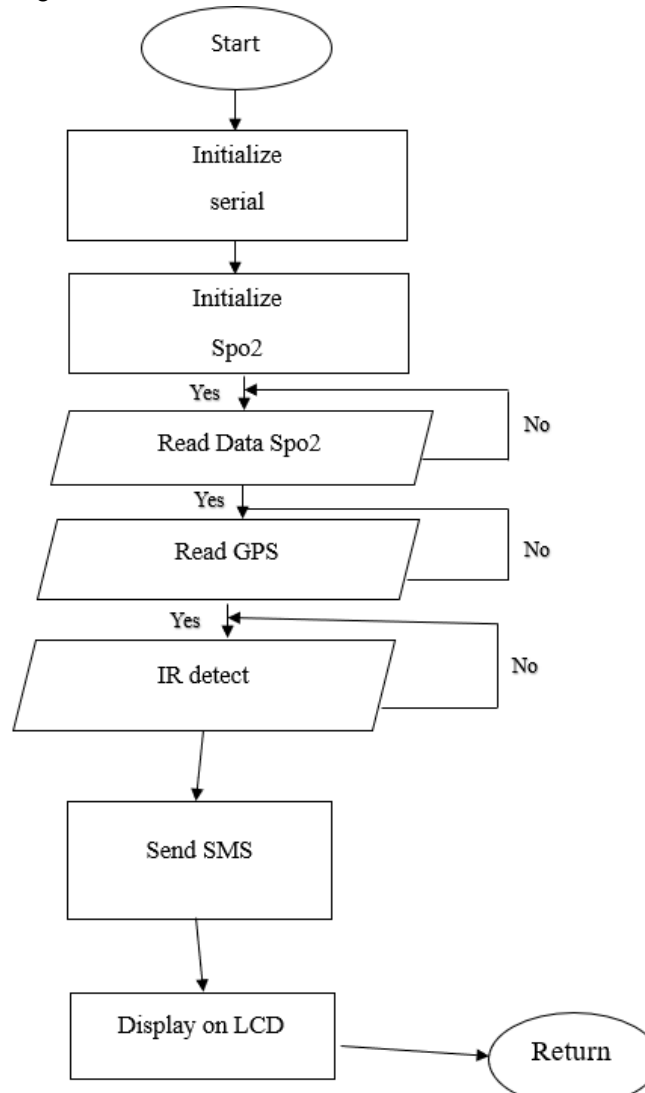 Start
Initialize
serial
Initialize
Spo2
Yes
No
Read Data Spo2
Yes
No
Read GPS
Yes
No
IR detect
Send SMS
Display on LCD
Return